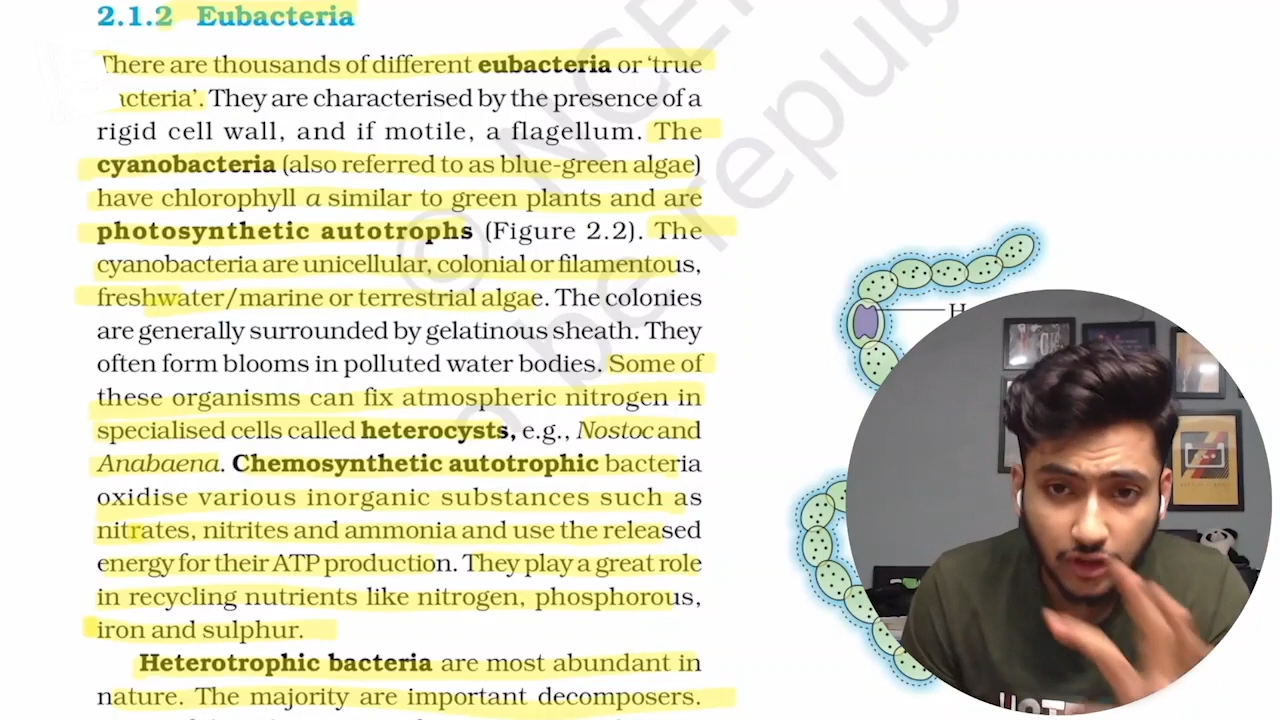 2.1.2 Eubacteria
There are thousands of different eubacteria or ‘true
acteria’. They are characterised by the presence of a
rigid cell wall, and if motile, a flagellum. The
cyanobacteria (also referred to as blue-green algae)
have chlorophyll a similar to green plants and are
photosynthetic autotrophs (Figure 2.2). The
cyanobacteria are unicellular, colonial or filamentous,
freshwater/marine or terrestrial algae. The colonies
are generally surrounded by gelatinous sheath. They
often form blooms in polluted water bodies. Some of
these organisms can fix atmospheric nitrogen in
specialised cells called heterocysts, e.g., Nostoc and
Anabaena. Chemosynthetic autotrophic bacteria
oxidise various inorganic substances such as
nitrates, nitrites and ammonia and use the released
energy for their ATP production. They play a great role
in recycling nutrients like nitrogen, phosphorous,
iron and sulphur.
Heterotrophic bacteria are most abundant in
nature. The majority are important decomposers.
© NCE
be repub
H